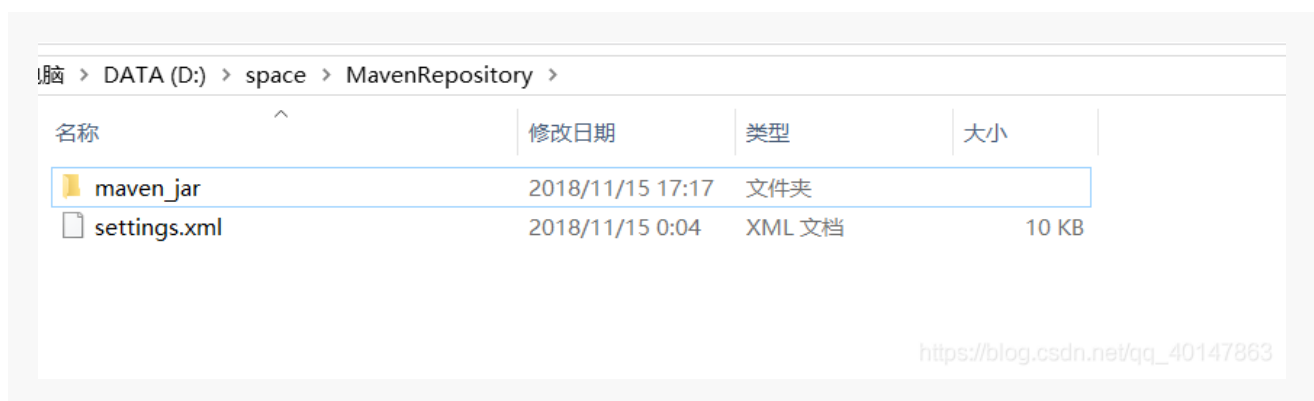 脑 > DATA (D:) > space > MavenRepository >
名称 修改日期 类型 大小
maven_jar 2018/11/15 17:17 文件夹
settings.xml 2018/11/15 0:04 XML 文档 10 KB
https://blog.csdn.net/qq_40147863